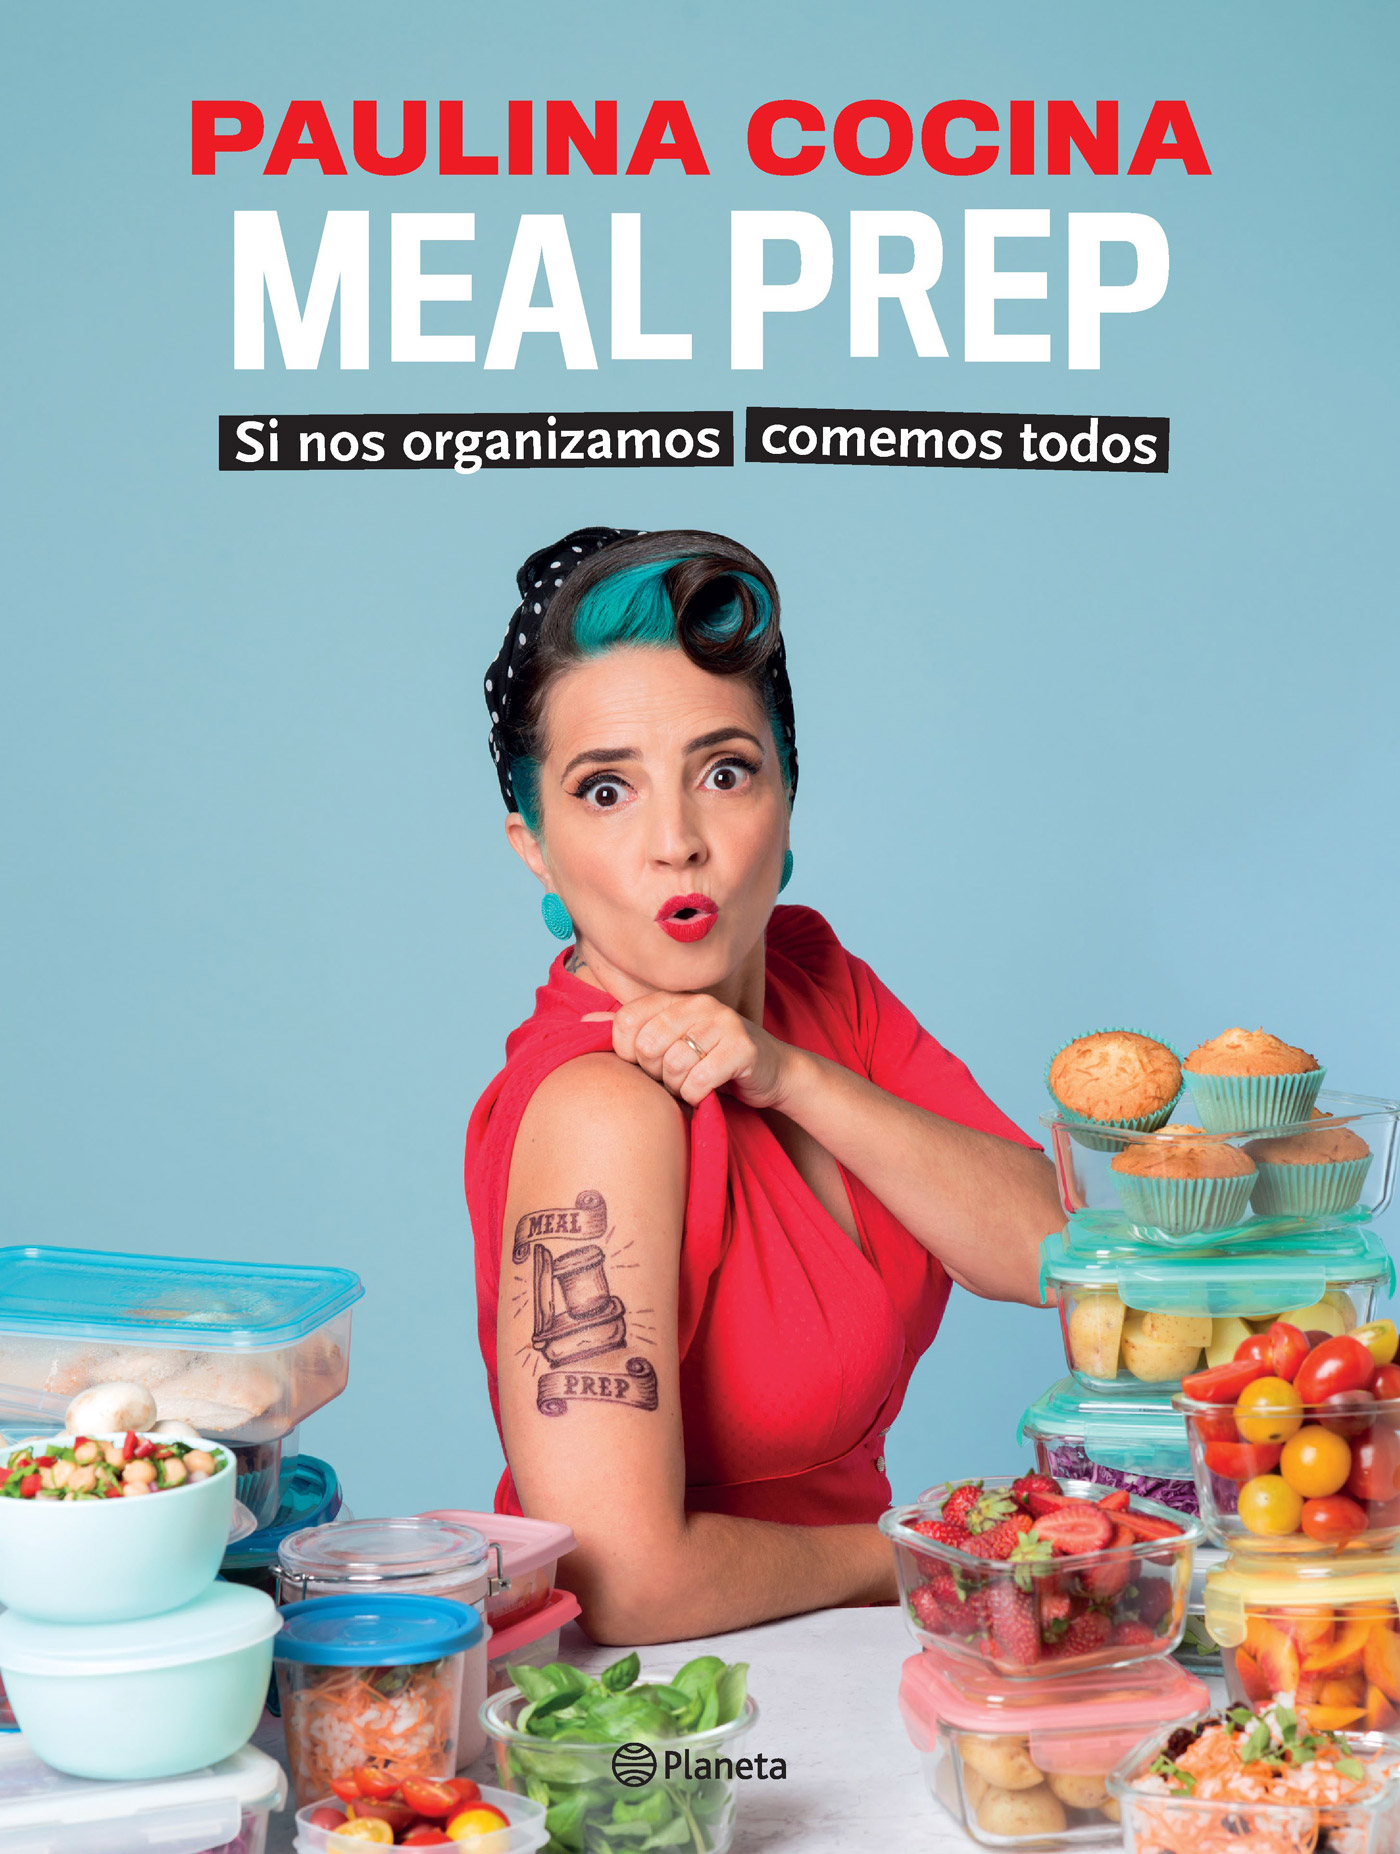 PAULINA COCINA
MEAL PREP
Si nos organizamos comemos todos
MEAL
PREP
Planeta